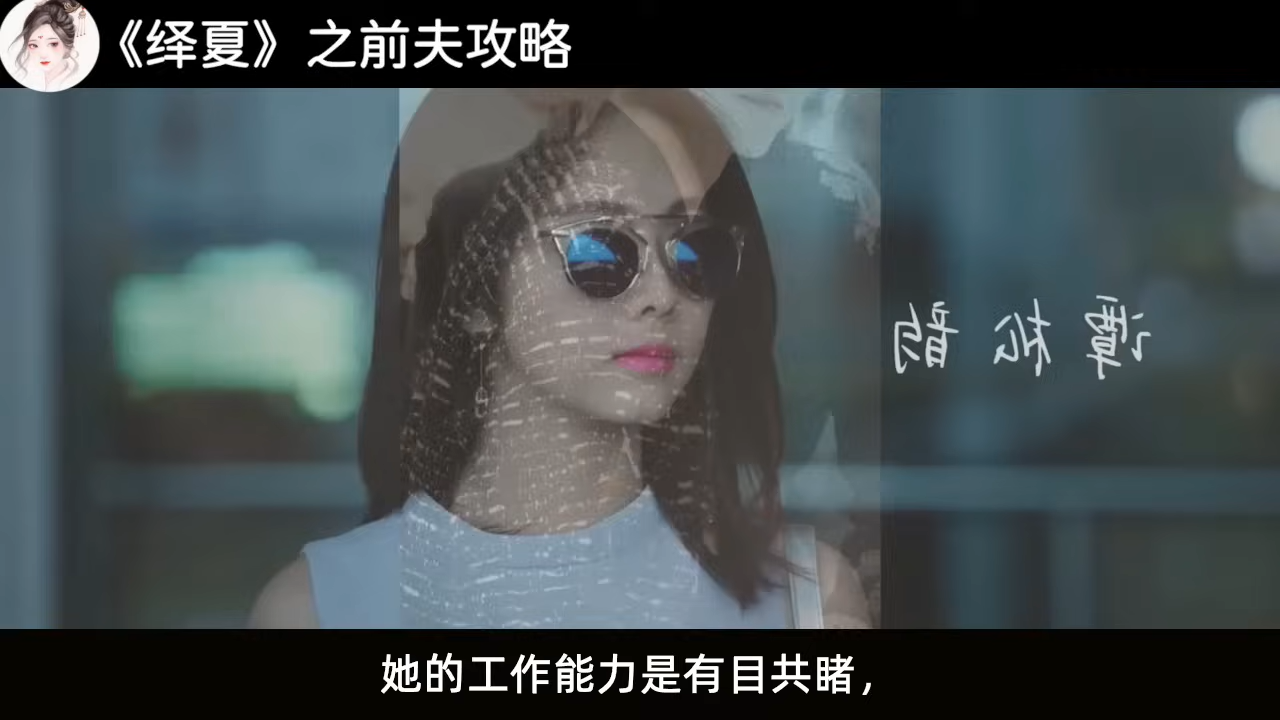 《绎夏》之前夫攻略
谭松韵
她的工作能力是有目共睹，